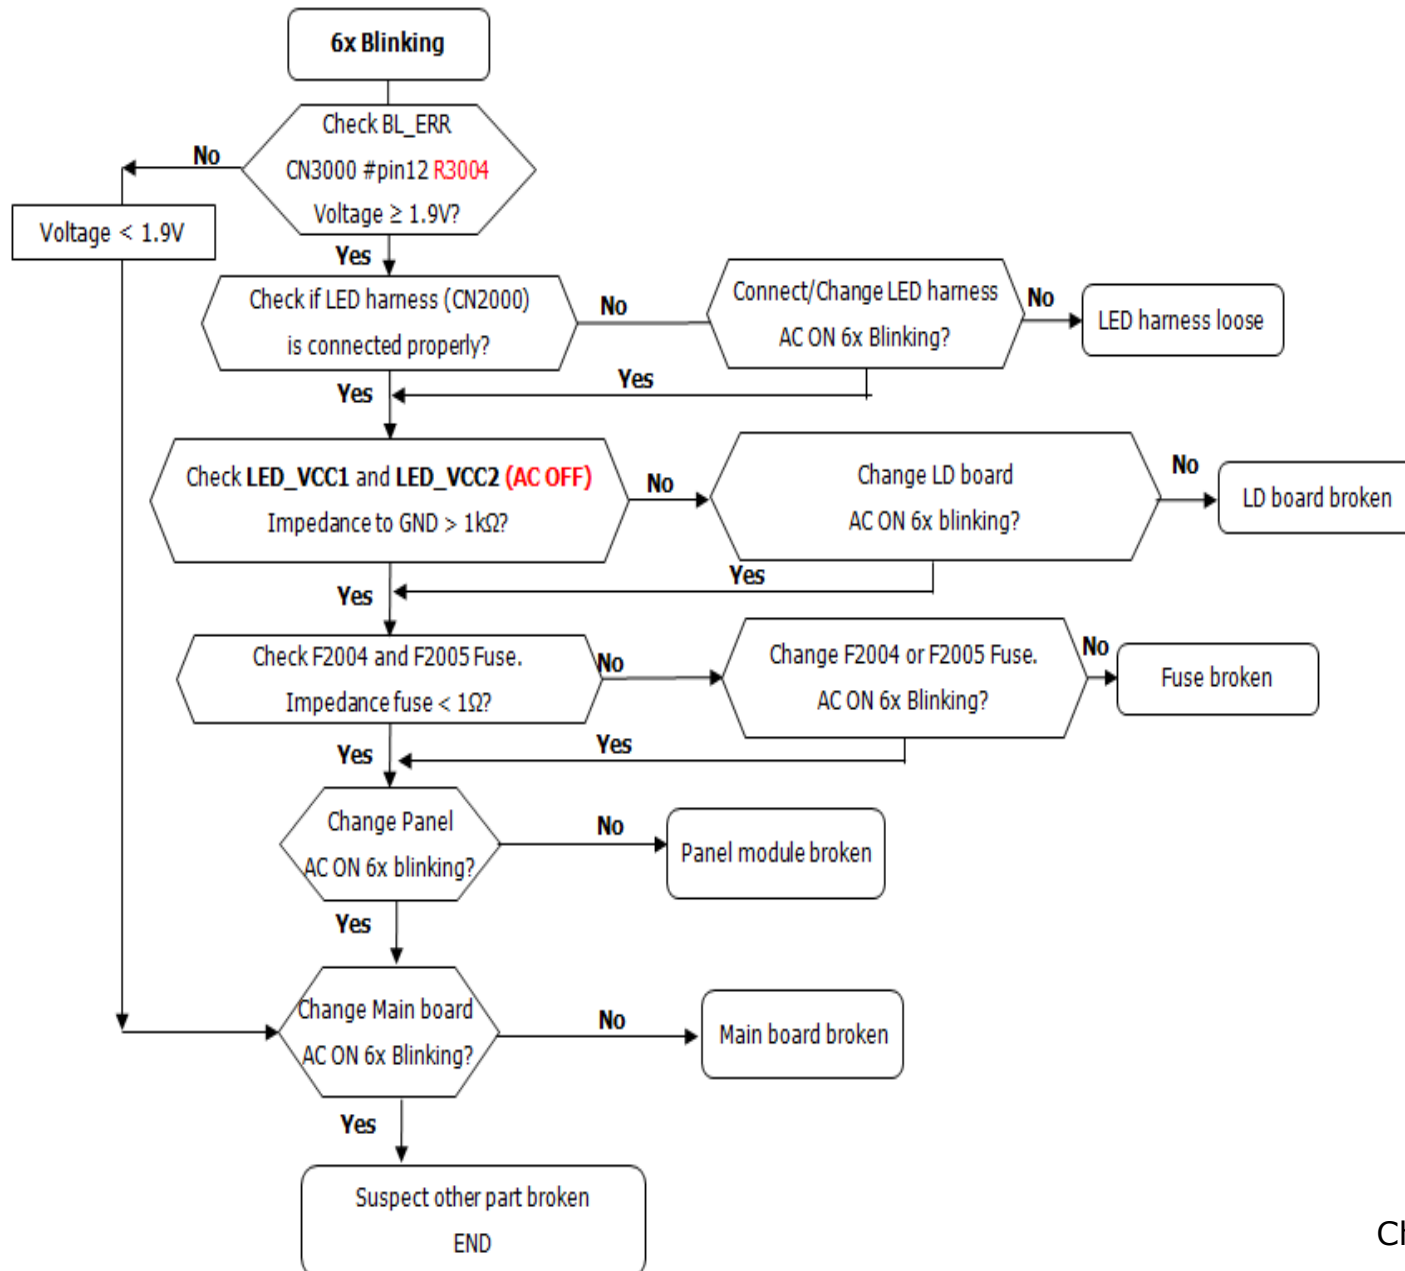 6x Blinking
Check BL_ERR
CN3000 #pin12 R3004
Voltage ≥ 1.9V?
No
Voltage < 1.9V
Yes
Check if LED harness (CN2000)
is connected properly?
No
Connect/Change LED harness
AC ON 6x Blinking?
No
LED harness loose
Yes
Yes
Check LED_VCC1 and LED_VCC2 (AC OFF)
Impedance to GND > 1kΩ?
No
Change LD board
AC ON 6x blinking?
No
LD board broken
Yes
Yes
Check F2004 and F2005 Fuse.
Impedance fuse < 1Ω?
No
Change F2004 or F2005 Fuse.
AC ON 6x Blinking?
No
Fuse broken
Yes
Yes
Change Panel
AC ON 6x blinking?
No
Panel module broken
Yes
Change Main board
AC ON 6x Blinking?
No
Main board broken
Yes
Suspect other part broken
END